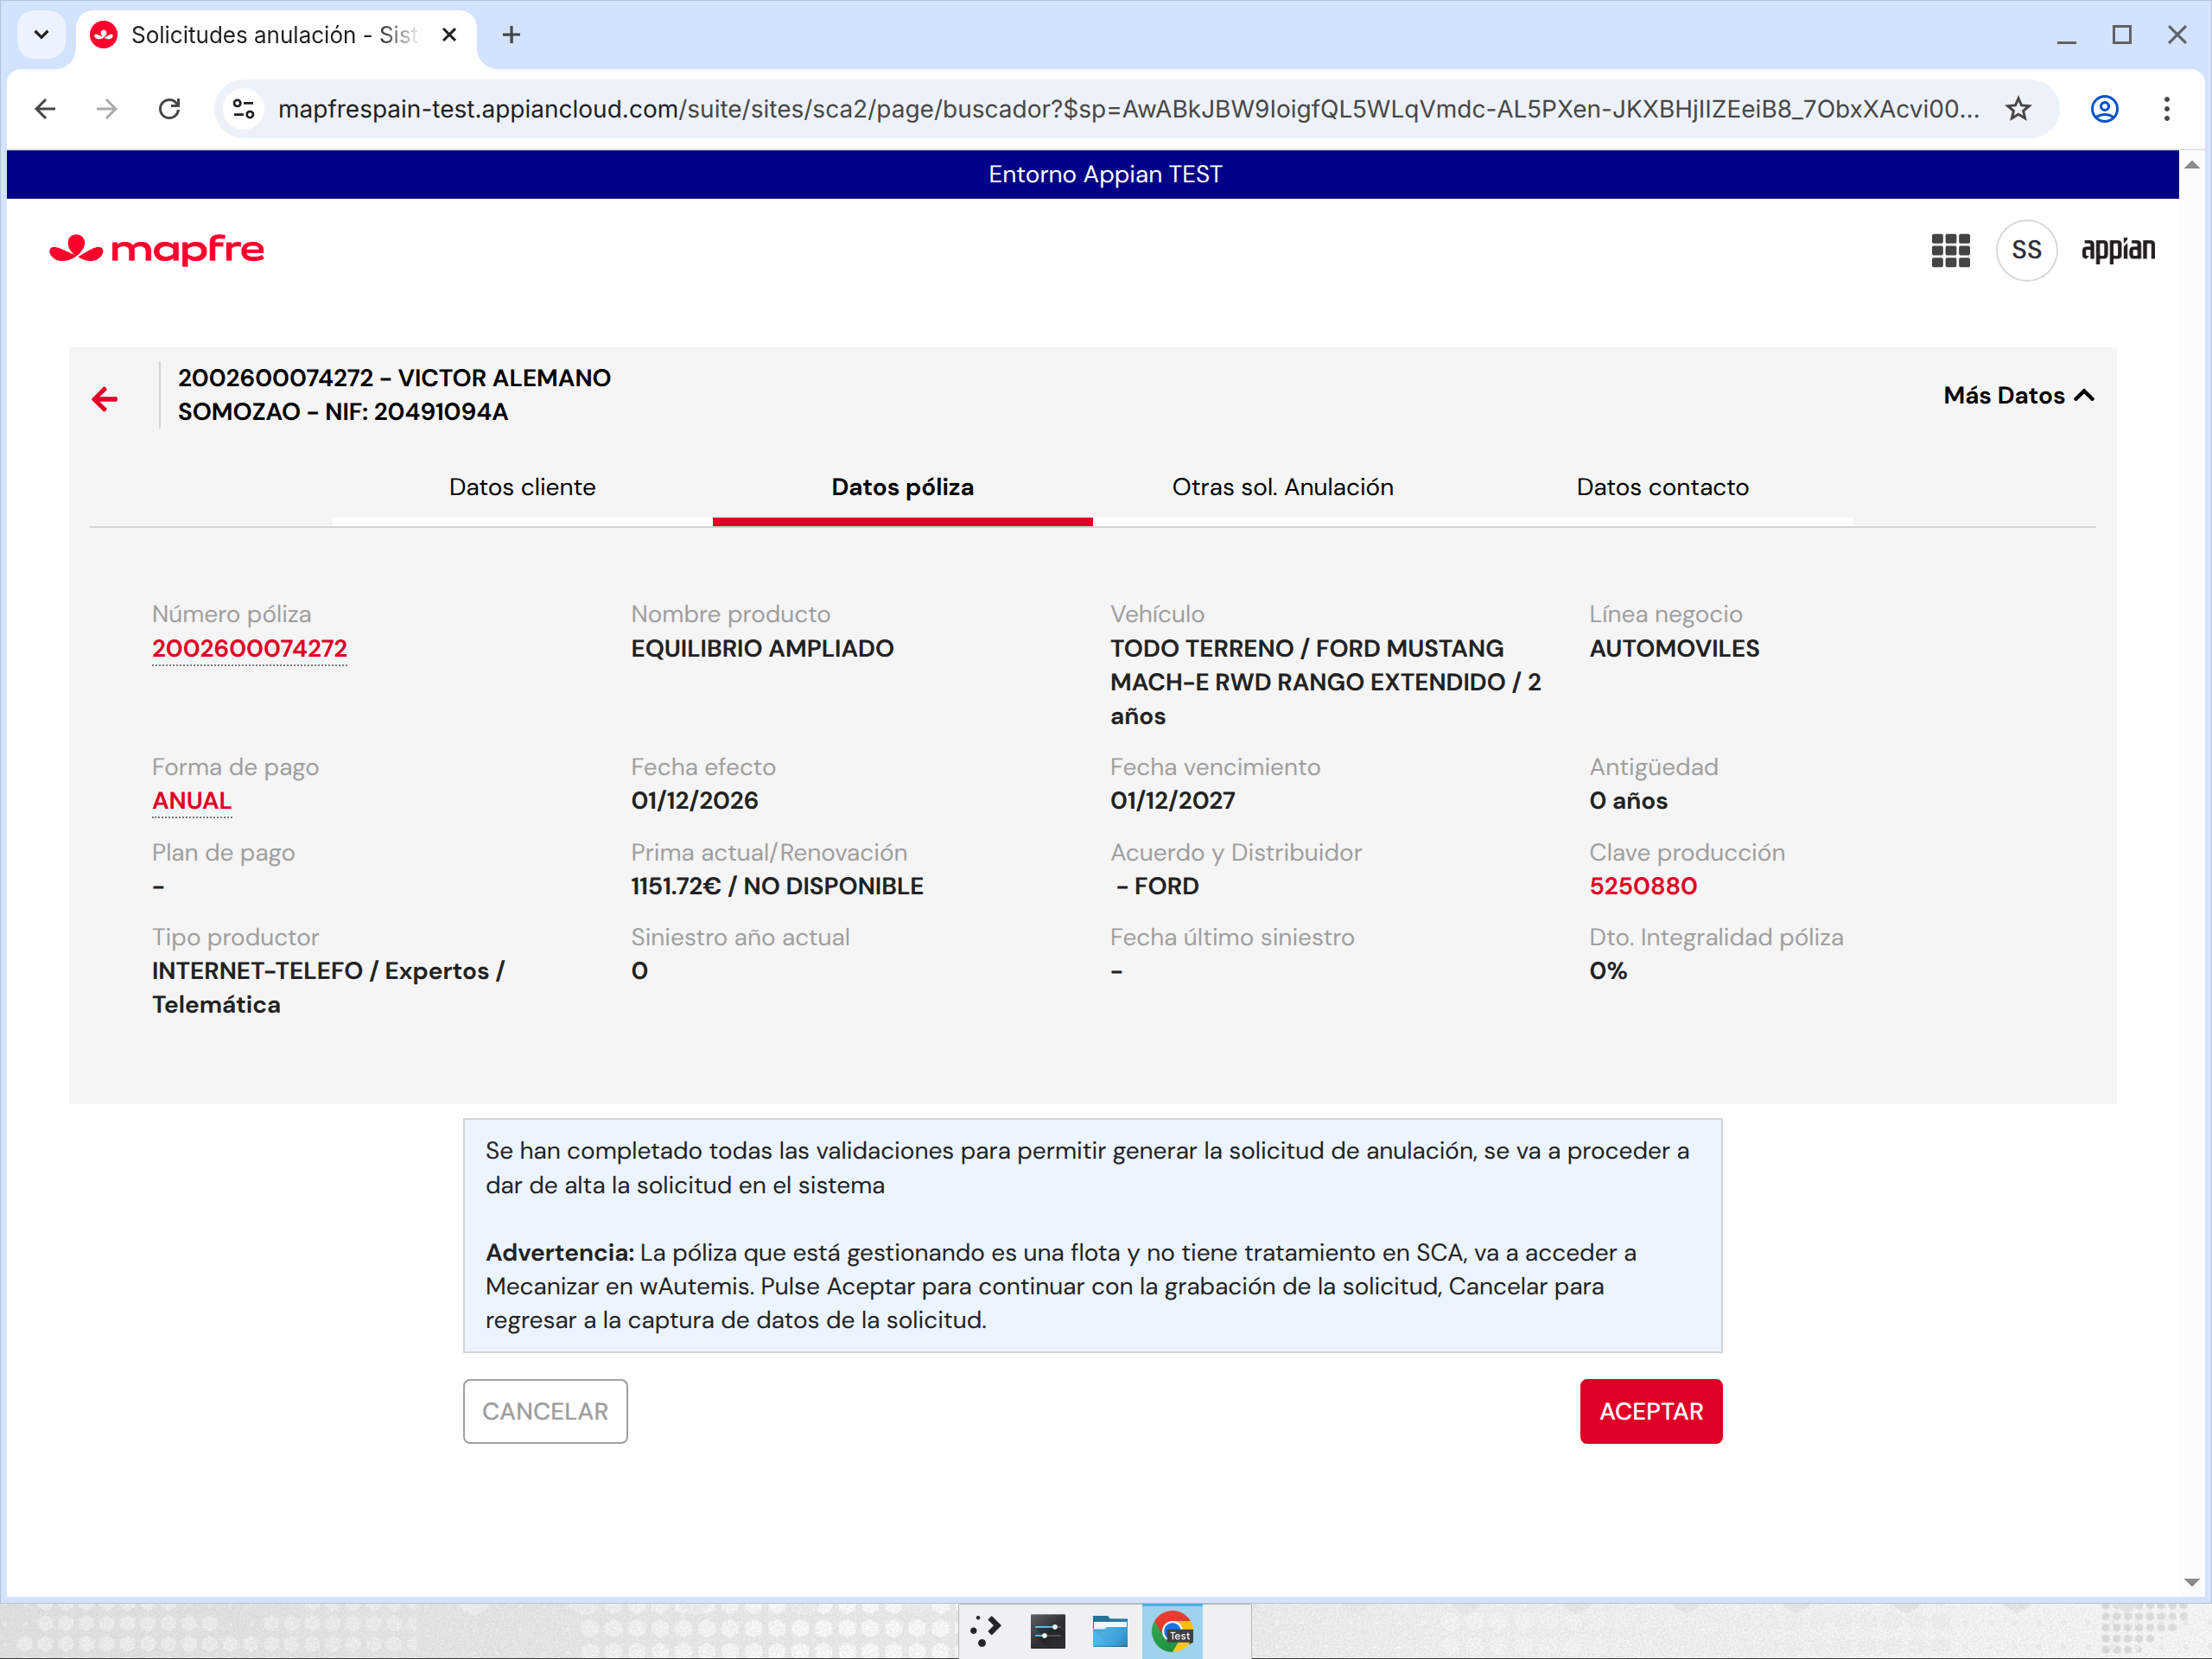 Solicitudes anulación - Sist
mapfrespain-test.appiancloud.com/suite/sites/sca2/page/buscador?$sp=AwABkJBW9IoigfQL5WLqVmdc-AL5PXen-JKXBHjIIZEeiB8_7ObxXAcvi00...
Entorno Appian TEST
mapfre
SS
appian
2002600074272 – VICTOR ALEMANO
SOMOZAO – NIF: 20491094A
Más Datos
Datos cliente
Datos póliza
Otras sol. Anulación
Datos contacto
Número póliza
2002600074272
Nombre producto
EQUILIBRIO AMPLIADO
Vehículo
TODO TERRENO / FORD MUSTANG
MACH-E RWD RANGO EXTENDIDO / 2
años
Línea negocio
AUTOMOVILES
Forma de pago
ANUAL
Fecha efecto
01/12/2026
Fecha vencimiento
01/12/2027
Antigüedad
0 años
Plan de pago
–
Prima actual/Renovación
1151.72€ / NO DISPONIBLE
Acuerdo y Distribuidor
– FORD
Clave producción
5250880
Tipo productor
INTERNET-TELEFO / Expertos /
Telemática
Siniestro año actual
0
Fecha último siniestro
–
Dto. Integralidad póliza
0%
Se han completado todas las validaciones para permitir generar la solicitud de anulación, se va a proceder a
dar de alta la solicitud en el sistema
Advertencia: La póliza que está gestionando es una flota y no tiene tratamiento en SCA, va a acceder a
Mecanizar en wAutemis. Pulse Aceptar para continuar con la grabación de la solicitud, Cancelar para
regresar a la captura de datos de la solicitud.
CANCELAR
ACEPTAR
Test